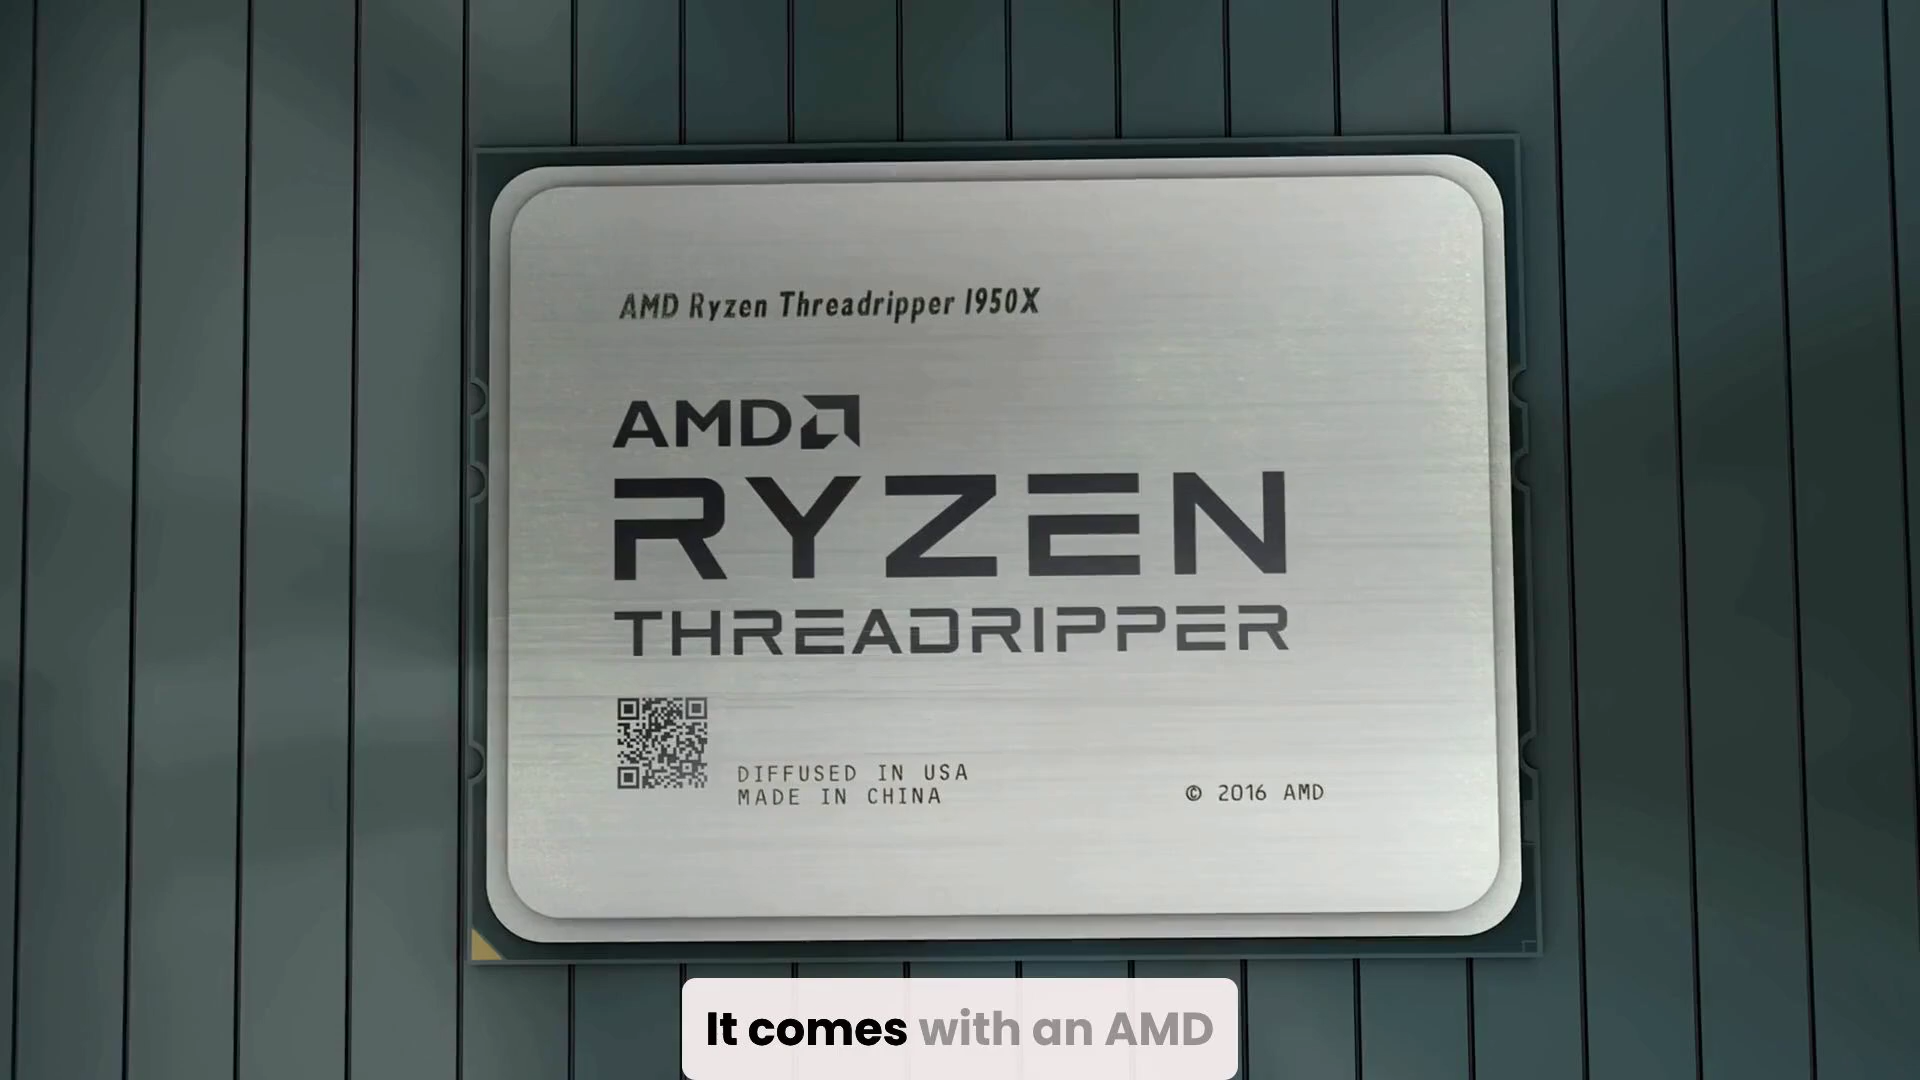 AMD Ryzen Threadripper 1950X
AMD
RYZEN
THREADRIPPER
DIFFUSED IN USA
MADE IN CHINA
© 2016 AMD
It comes with an AMD